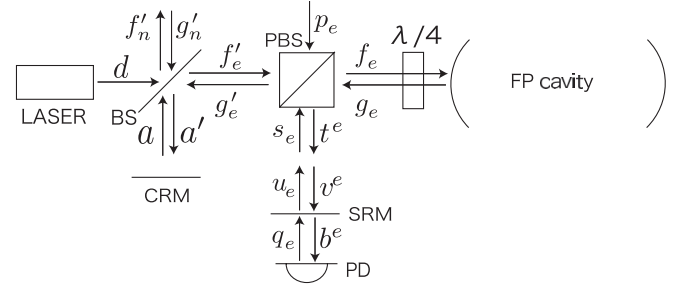 f′ₙ g′ₙ pₑ
PBS λ/4
d f′ₑ fₑ
FP cavity
LASER BS g′ₑ gₑ
a a′ sₑ tᵉ
CRM
uₑ vᵉ
SRM
qₑ bᵉ
PD